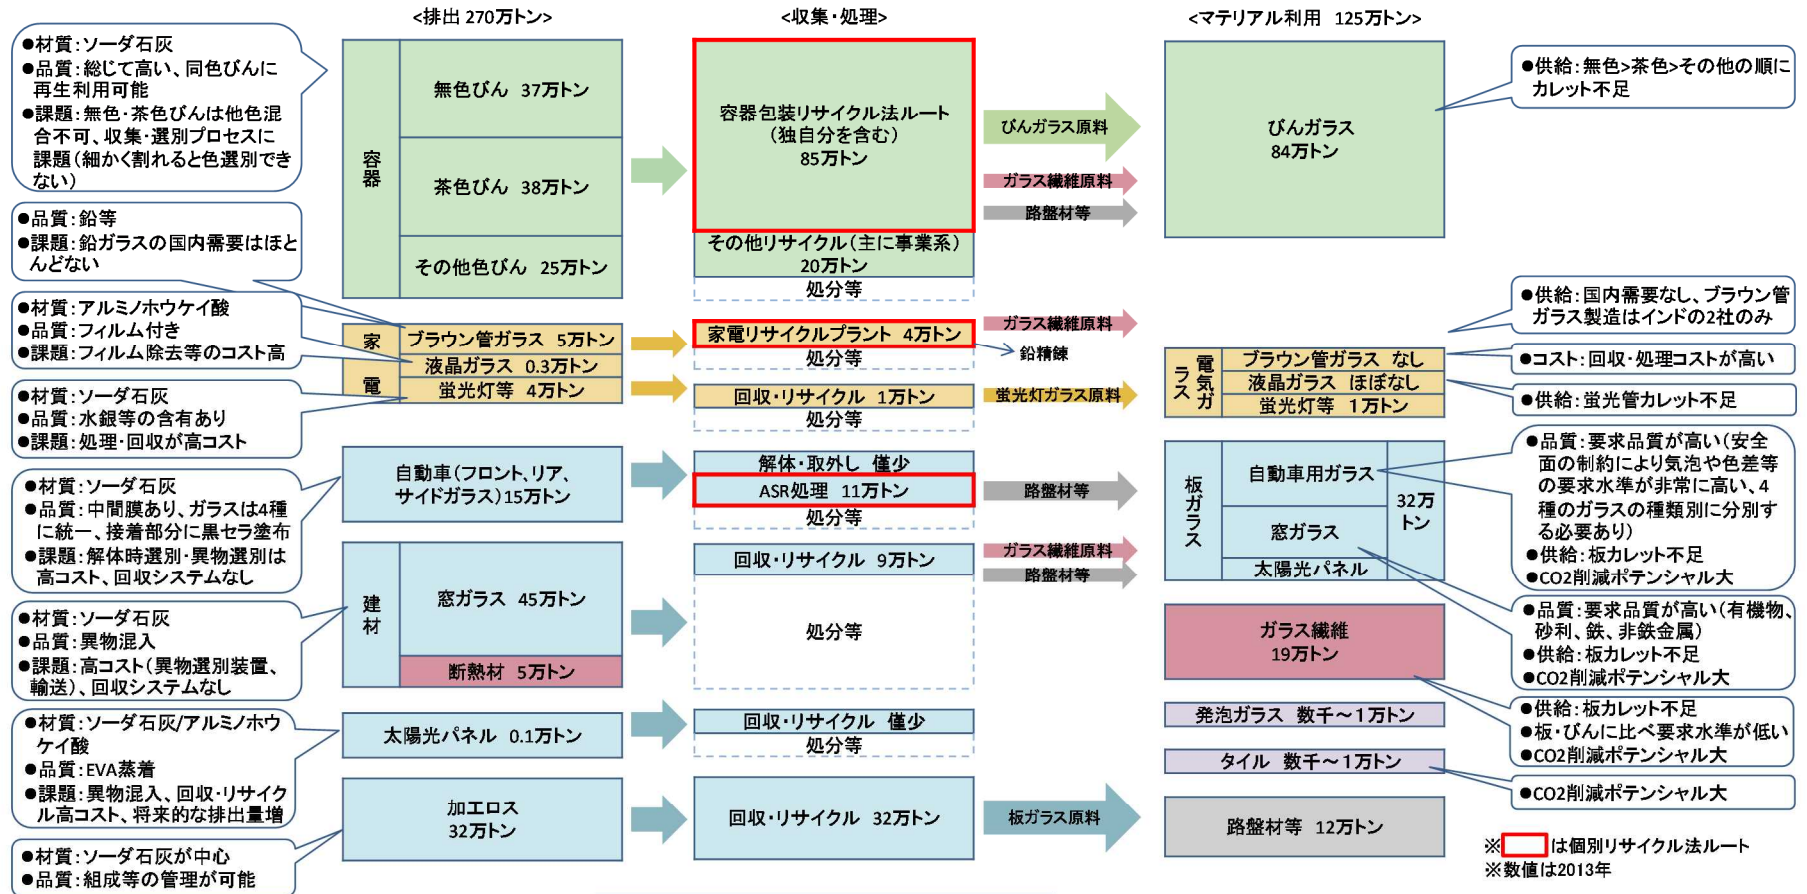 <排出 270万トン>
<収集・処理>
<マテリアル利用 125万トン>
●材質：ソーダ石灰
●品質：総じて高い、同色びんに
再生利用可能
●課題：無色・茶色びんは他色混
合不可、収集・選別プロセスに
課題（細かく割れると色選別でき
ない）
●品質：鉛等
●課題：鉛ガラスの国内需要はほと
んどない
●材質：アルミノホウケイ酸
●品質：フィルム付き
●課題：フィルム除去等のコスト高
●材質：ソーダ石灰
●品質：水銀等の含有あり
●課題：処理・回収が高コスト
●材質：ソーダ石灰
●品質：中間膜あり、ガラスは4種
に統一、接着部分に黒セラ塗布
●課題：解体時選別・異物選別は
高コスト、回収システムなし
●材質：ソーダ石灰
●品質：異物混入
●課題：高コスト（異物選別装置、
輸送）、回収システムなし
●材質：ソーダ石灰/アルミノホウ
ケイ酸
●品質：EVA蒸着
●課題：異物混入、回収・リサイク
ル高コスト、将来的な排出量増
●材質：ソーダ石灰が中心
●品質：組成等の管理が可能
容器
無色びん 37万トン
茶色びん 38万トン
その他色びん 25万トン
家電
ブラウン管ガラス 5万トン
液晶ガラス 0.3万トン
蛍光灯等 4万トン
自動車（フロント、リア、
サイドガラス）15万トン
建材
窓ガラス 45万トン
断熱材 5万トン
太陽光パネル 0.1万トン
加工ロス
32万トン
容器包装リサイクル法ルート
（独自分を含む）
85万トン
その他リサイクル（主に事業系）
20万トン
処分等
家電リサイクルプラント 4万トン
処分等
回収・リサイクル 1万トン
処分等
解体・取外し 僅少
ASR処理 11万トン
処分等
回収・リサイクル 9万トン
処分等
回収・リサイクル 僅少
処分等
回収・リサイクル 32万トン
びんガラス原料
ガラス繊維原料
路盤材等
ガラス繊維原料
鉛精錬
蛍光灯ガラス原料
路盤材等
ガラス繊維原料
路盤材等
板ガラス原料
びんガラス
84万トン
電気ガラス
ブラウン管ガラス なし
液晶ガラス ほぼなし
蛍光灯等 1万トン
板ガラス
自動車用ガラス
窓ガラス
太陽光パネル
32万
トン
ガラス繊維
19万トン
発泡ガラス 数千～1万トン
タイル 数千～1万トン
路盤材等 12万トン
●供給：無色>茶色>その他の順に
カレット不足
●供給：国内需要なし、ブラウン管
ガラス製造はインドの2社のみ
●コスト：回収・処理コストが高い
●供給：蛍光管カレット不足
●品質：要求品質が高い（安全
面の制約により気泡や色差等
の要求水準が非常に高い、4
種のガラスの種類別に分別す
る必要あり）
●供給：板カレット不足
●CO2削減ポテンシャル大
●品質：要求品質が高い（有機物、
砂利、鉄、非鉄金属）
●供給：板カレット不足
●CO2削減ポテンシャル大
●供給：板カレット不足
●板・びんに比べ要求水準が低い
●CO2削減ポテンシャル大
●CO2削減ポテンシャル大
※ は個別リサイクル法ルート
※数値は2013年